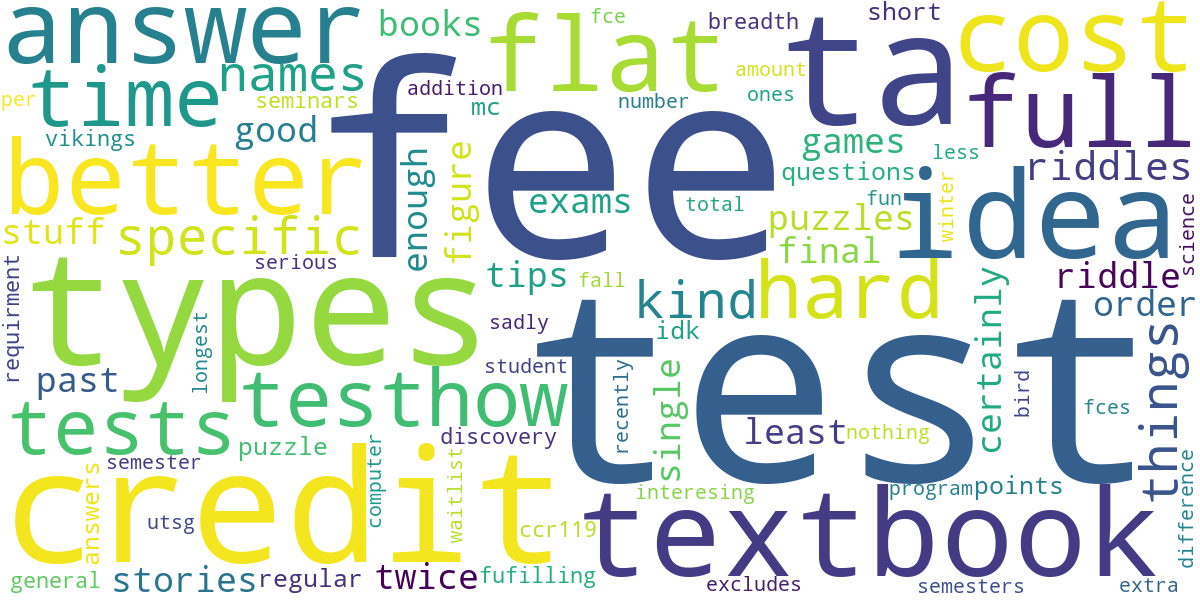 answer
books
fce
flat
breadth
ta
short
cost
names
time
per
seminars
addition
mc
fee
number
amount
ones
full
vikings
good
better
enough
figure
exams
total
games
less
riddles
questions
fun
winter
idea
puzzles
stuff
specific
final
science
serious
tips
fall
kind
hard
riddle
order
types
requirment
longest
sadly
idk
test
certainly
things
past
student
recently
single
bird
fces
tests
testhow
least
nothing
puzzle
discovery
semester
credit
answers
computer
waitlist
interesing
program
points
difference
utsg
ccr119
textbook
general
stories
regular
twice
fufilling
excludes
semesters
extra